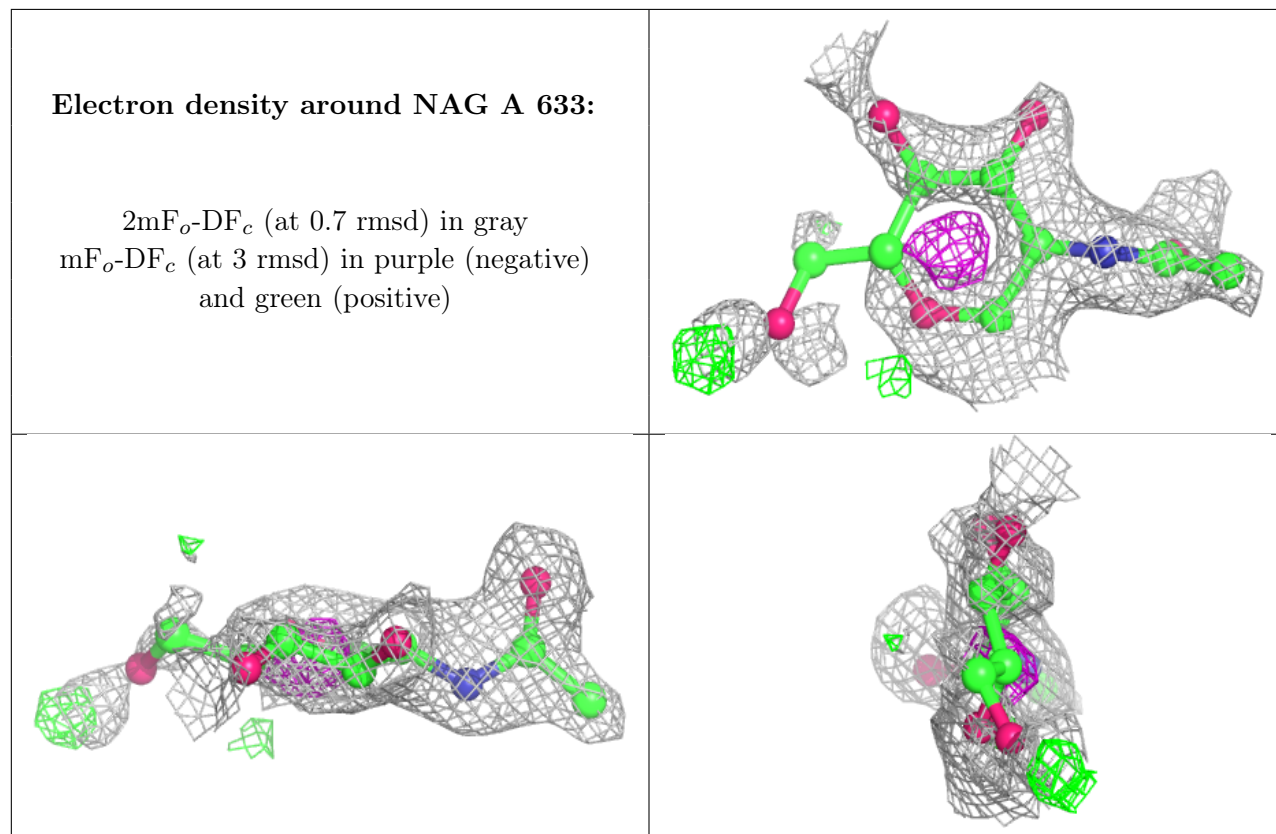 Electron density around NAG A 633:
2mFo-DFc (at 0.7 rmsd) in gray
mFo-DFc (at 3 rmsd) in purple (negative)
and green (positive)